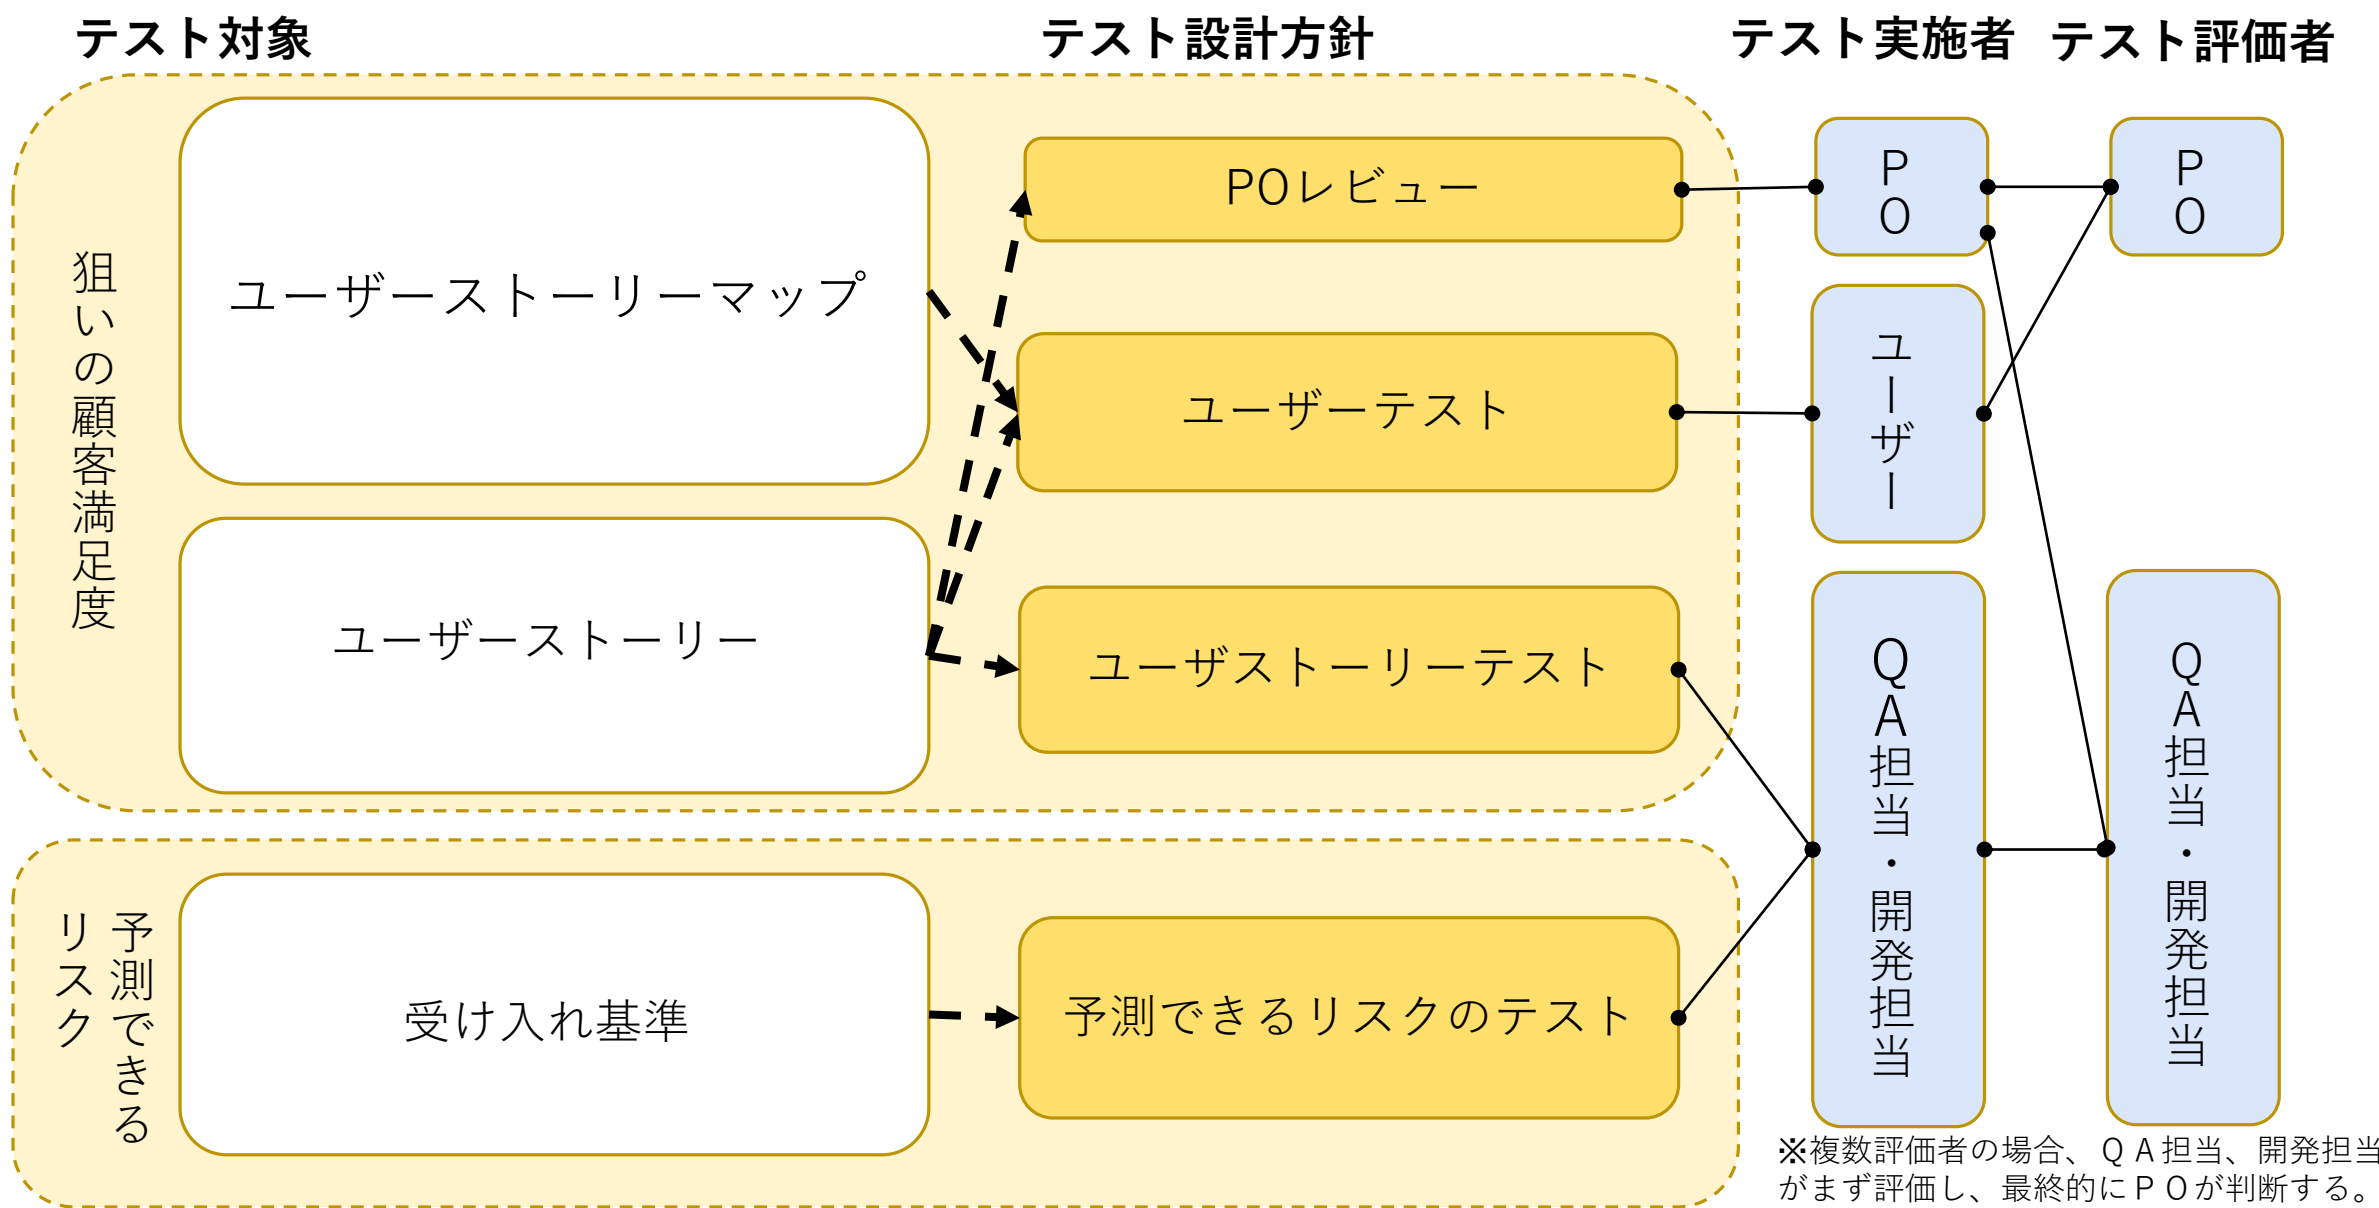 テスト対象
テスト設計方針
テスト実施者
テスト評価者
狙いの顧客満足度
ユーザーストーリーマップ
ユーザーストーリー
POレビュー
ユーザーテスト
ユーザストーリーテスト
PO
ユーザー
QA担当・開発担当
PO
QA担当・開発担当
予測できる
リスク
受け入れ基準
予測できるリスクのテスト
※複数評価者の場合、QA担当、開発担当
がまず評価し、最終的にPOが判断する。